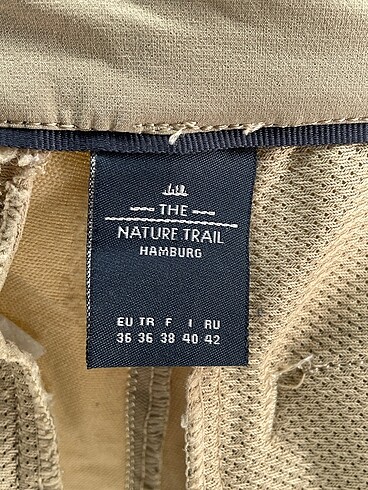 THE
NATURE TRAIL
HAMBURG
EU TR F I RU
36 36 38 40 42